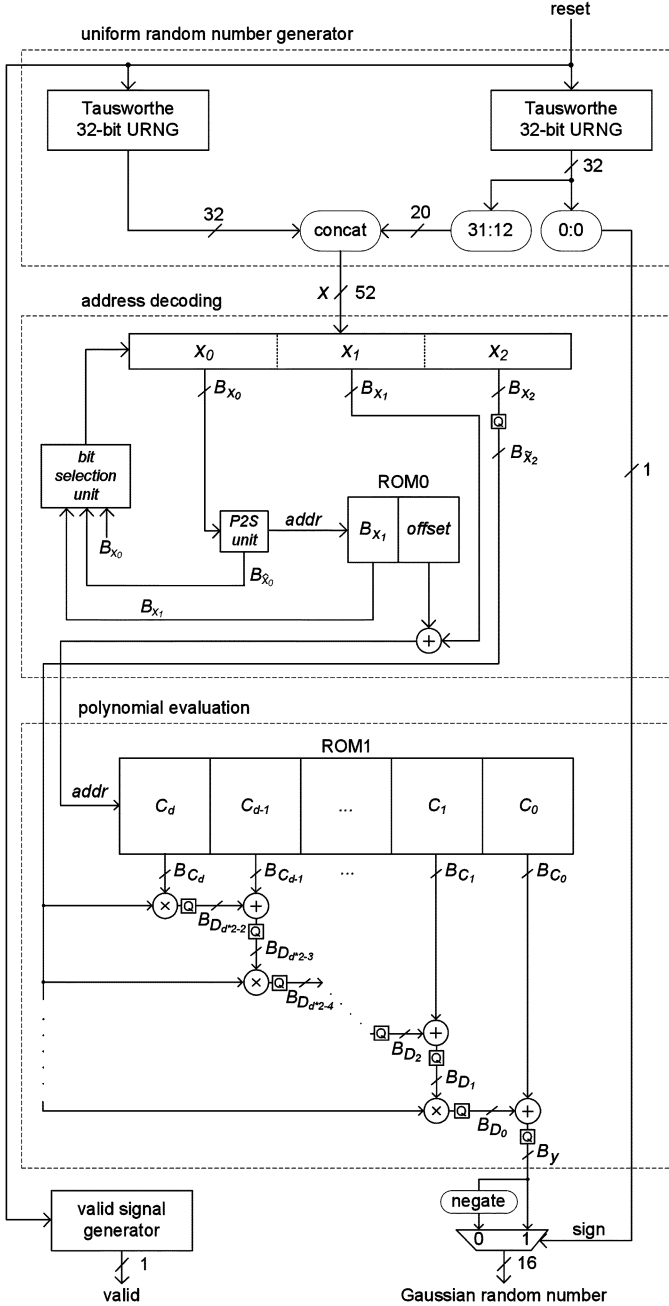 reset
uniform random number generator
Tausworthe
32-bit URNG
Tausworthe
32-bit URNG
32
32
20
concat
31:12
0:0
x
52
address decoding
x0
x1
x2
Bx0
Bx1
Bx2
Q
Bx̃2
1
bit
selection
unit
ROM0
P2S
unit
addr
Bx1
offset
Bx0
Bx̂0
Bx1
+
polynomial evaluation
ROM1
addr
Cd
Cd-1
...
C1
C0
BCd
BCd-1
...
BC1
BC0
×
Q
BDd*2-2
+
Q
BDd*2-3
×
Q
BDd*2-4
Q
BD2
+
Q
BD1
×
Q
BD0
+
Q
By
valid signal
generator
negate
0
1
sign
1
16
valid
Gaussian random number